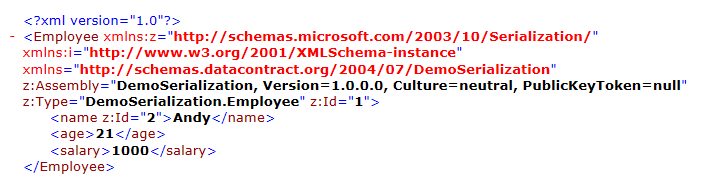 <?xml version="1.0"?>
- <Employee xmlns:z="http://schemas.microsoft.com/2003/10/Serialization/"
xmlns:i="http://www.w3.org/2001/XMLSchema-instance"
xmlns="http://schemas.datacontract.org/2004/07/DemoSerialization"
z:Assembly="DemoSerialization, Version=1.0.0.0, Culture=neutral, PublicKeyToken=null"
z:Type="DemoSerialization.Employee" z:Id="1">
<name z:Id="2">Andy</name>
<age>21</age>
<salary>1000</salary>
</Employee>